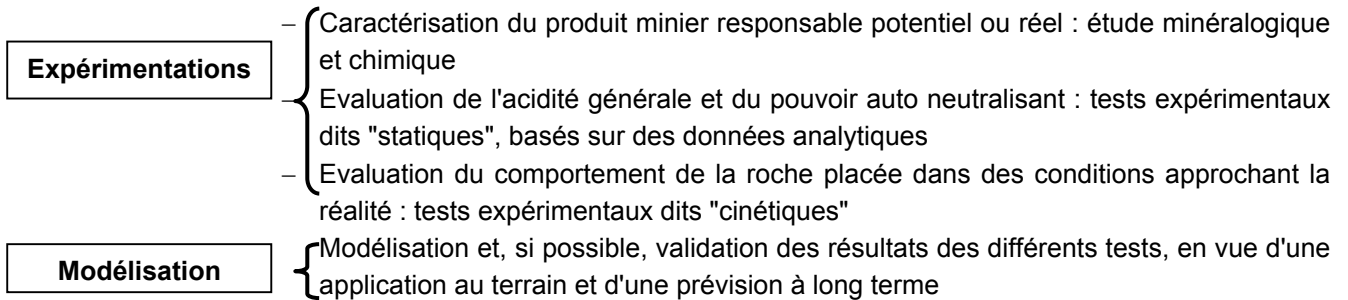 – Caractérisation du produit minier responsable potentiel ou réel : étude minéralogique
et chimique
Expérimentations
– Evaluation de l'acidité générale et du pouvoir auto neutralisant : tests expérimentaux
dits "statiques", basés sur des données analytiques
– Evaluation du comportement de la roche placée dans des conditions approchant la
réalité : tests expérimentaux dits "cinétiques"
Modélisation
Modélisation et, si possible, validation des résultats des différents tests, en vue d'une
application au terrain et d'une prévision à long terme